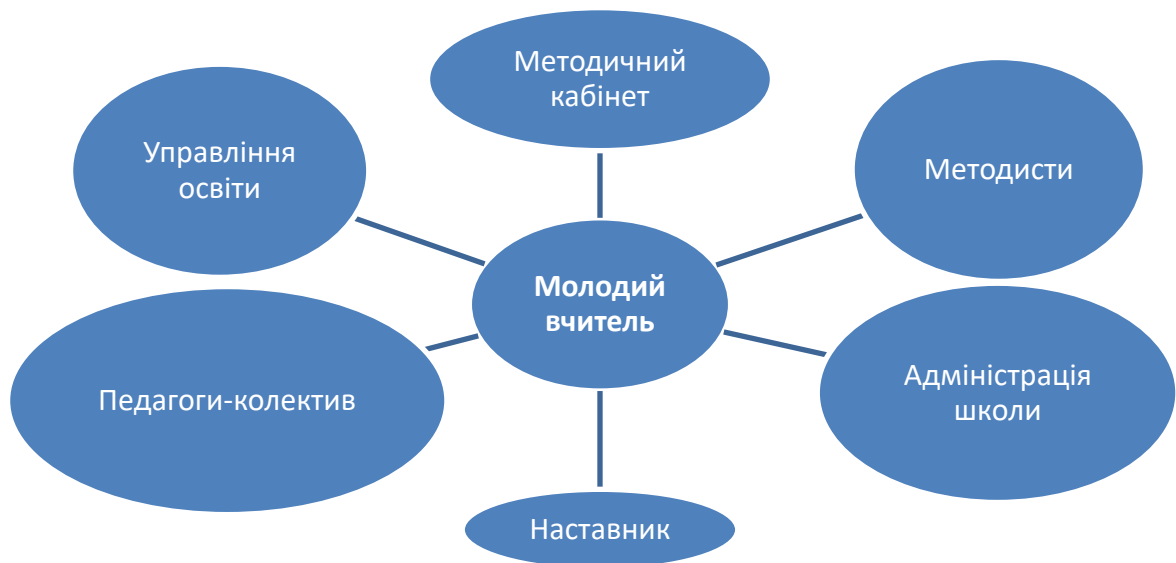 Методичний
кабінет
Управління
освіти
Методисти
Молодий
вчитель
Педагоги-колектив
Адміністрація
школи
Наставник